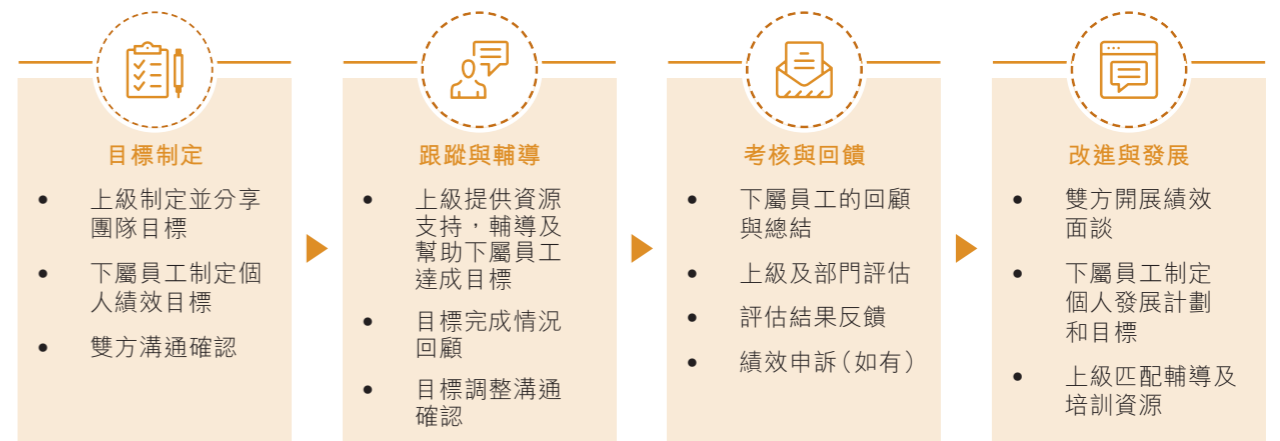 目標制定
• 上級制定並分享
團隊目標
• 下屬員工制定個
人績效目標
• 雙方溝通確認
跟蹤與輔導
• 上級提供資源
支持，輔導及
幫助下屬員工
達成目標
• 目標完成情況
回顧
• 目標調整溝通
確認
考核與回饋
• 下屬員工的回顧
與總結
• 上級及部門評估
• 評估結果反饋
• 績效申訴（如有）
改進與發展
• 雙方開展績效
面談
• 下屬員工制定
個人發展計劃
和目標
• 上級匹配輔導及
培訓資源